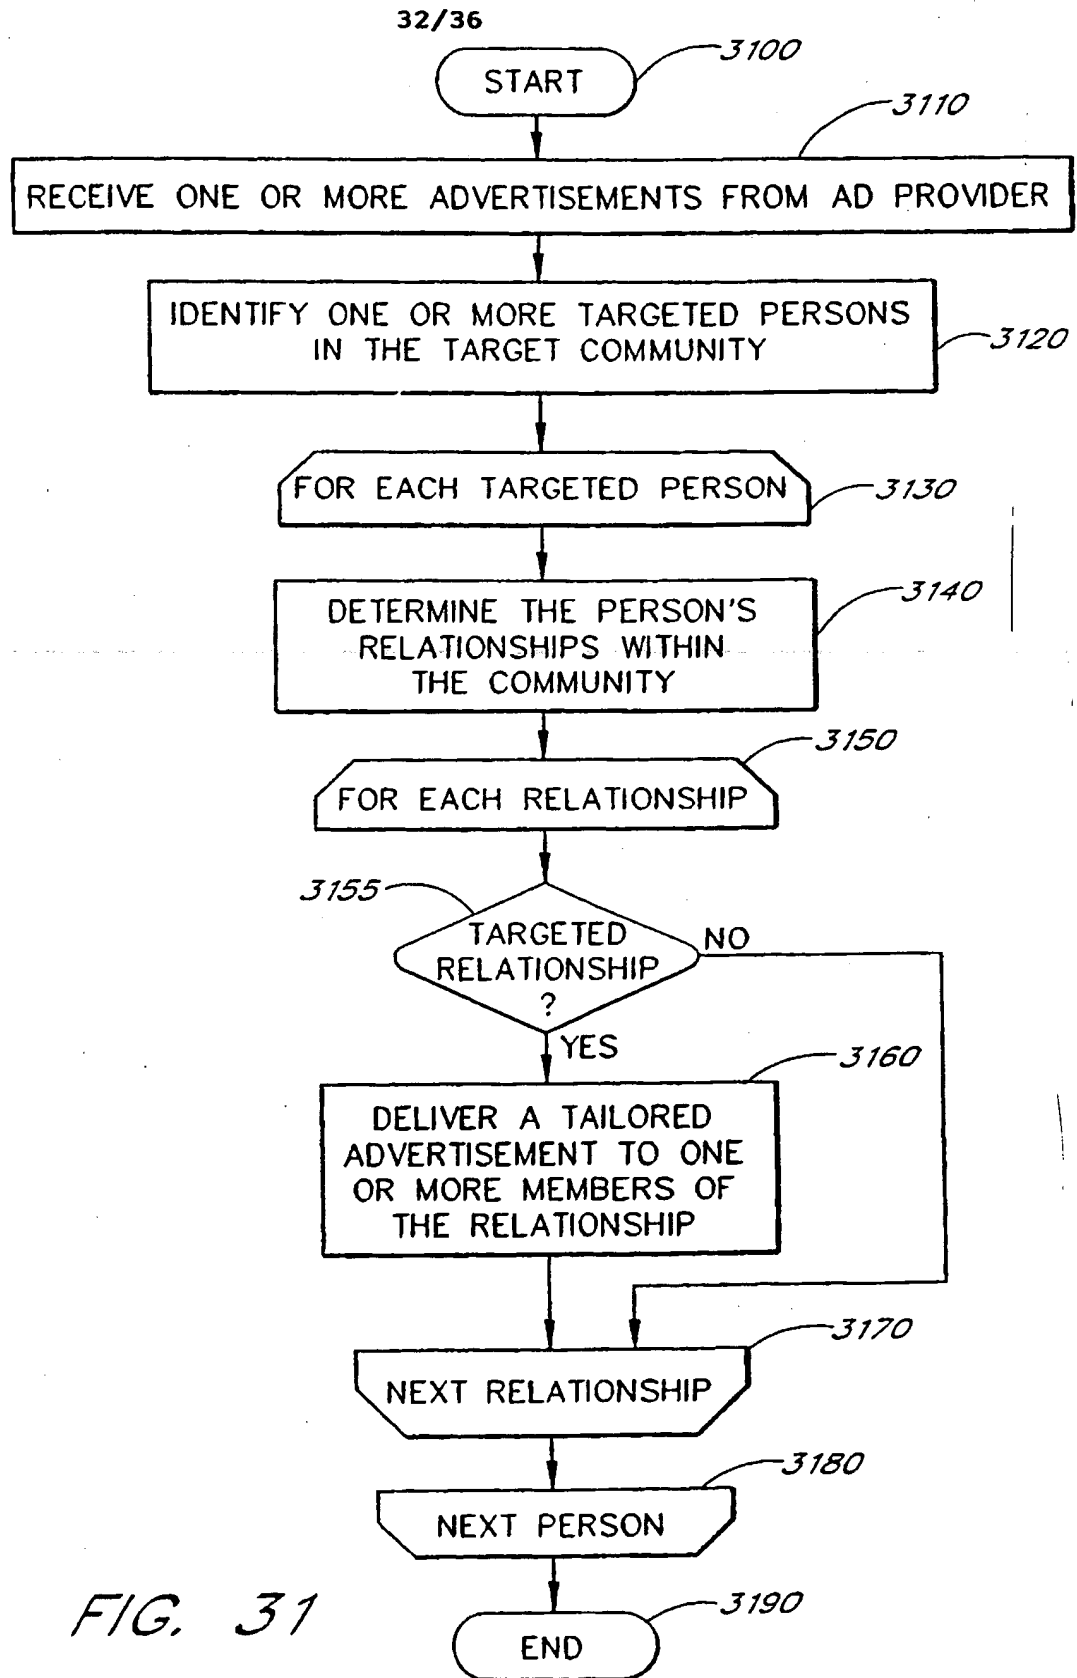 32/36
START
3100
3110
RECEIVE ONE OR MORE ADVERTISEMENTS FROM AD PROVIDER
IDENTIFY ONE OR MORE TARGETED PERSONS
IN THE TARGET COMMUNITY
3120
FOR EACH TARGETED PERSON
3130
DETERMINE THE PERSON'S
RELATIONSHIPS WITHIN
THE COMMUNITY
3140
3150
FOR EACH RELATIONSHIP
3155
TARGETED
RELATIONSHIP
?
NO
YES
3160
DELIVER A TAILORED
ADVERTISEMENT TO ONE
OR MORE MEMBERS OF
THE RELATIONSHIP
3170
NEXT RELATIONSHIP
3180
NEXT PERSON
3190
END
FIG. 31